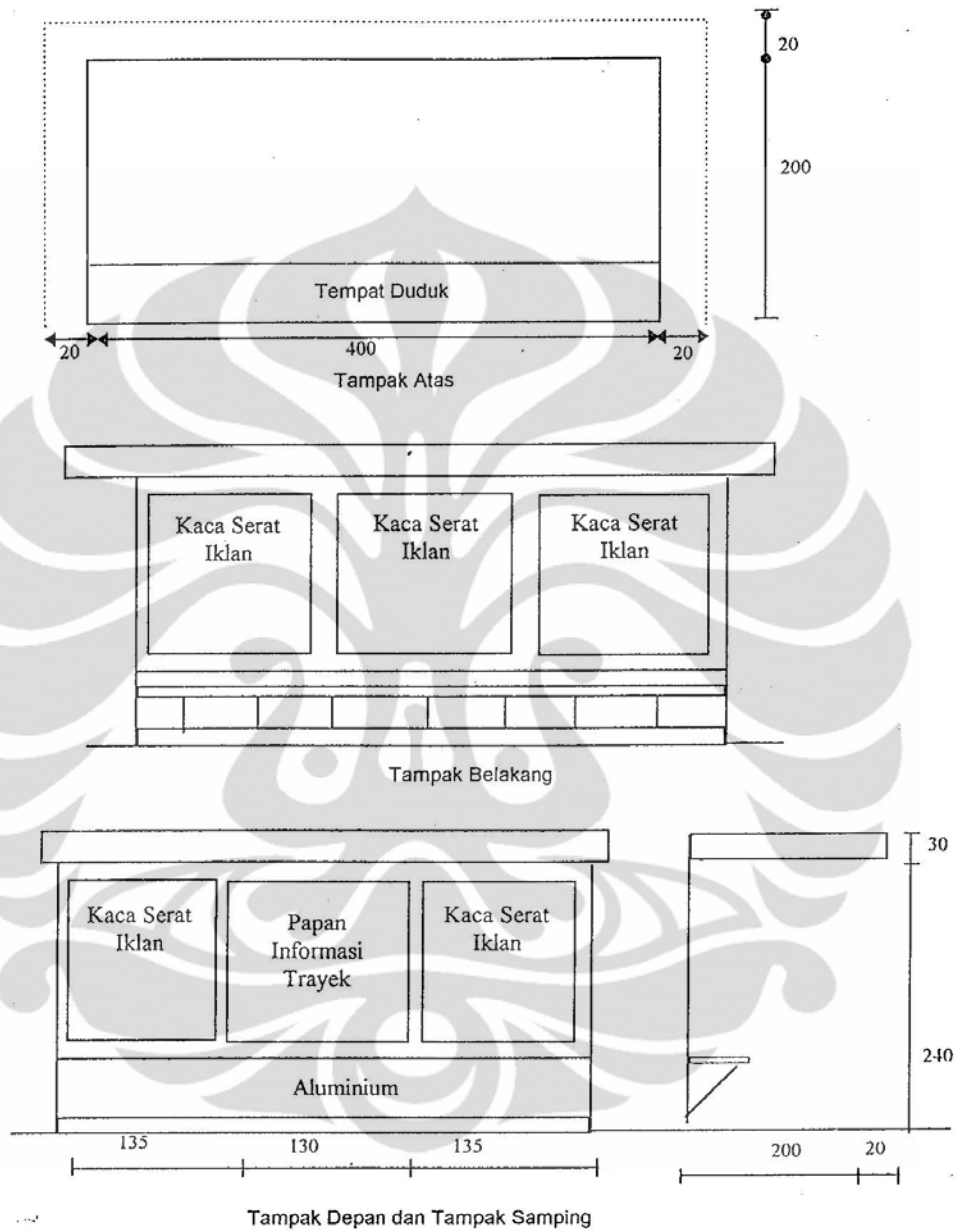 20
200
Tempat Duduk
20
400
20
Tampak Atas
Kaca Serat
Iklan
Kaca Serat
Iklan
Kaca Serat
Iklan
Tampak Belakang
30
Kaca Serat
Iklan
Papan
Informasi
Trayek
Kaca Serat
Iklan
240
Aluminium
135
130
135
200
20
Tampak Depan dan Tampak Samping